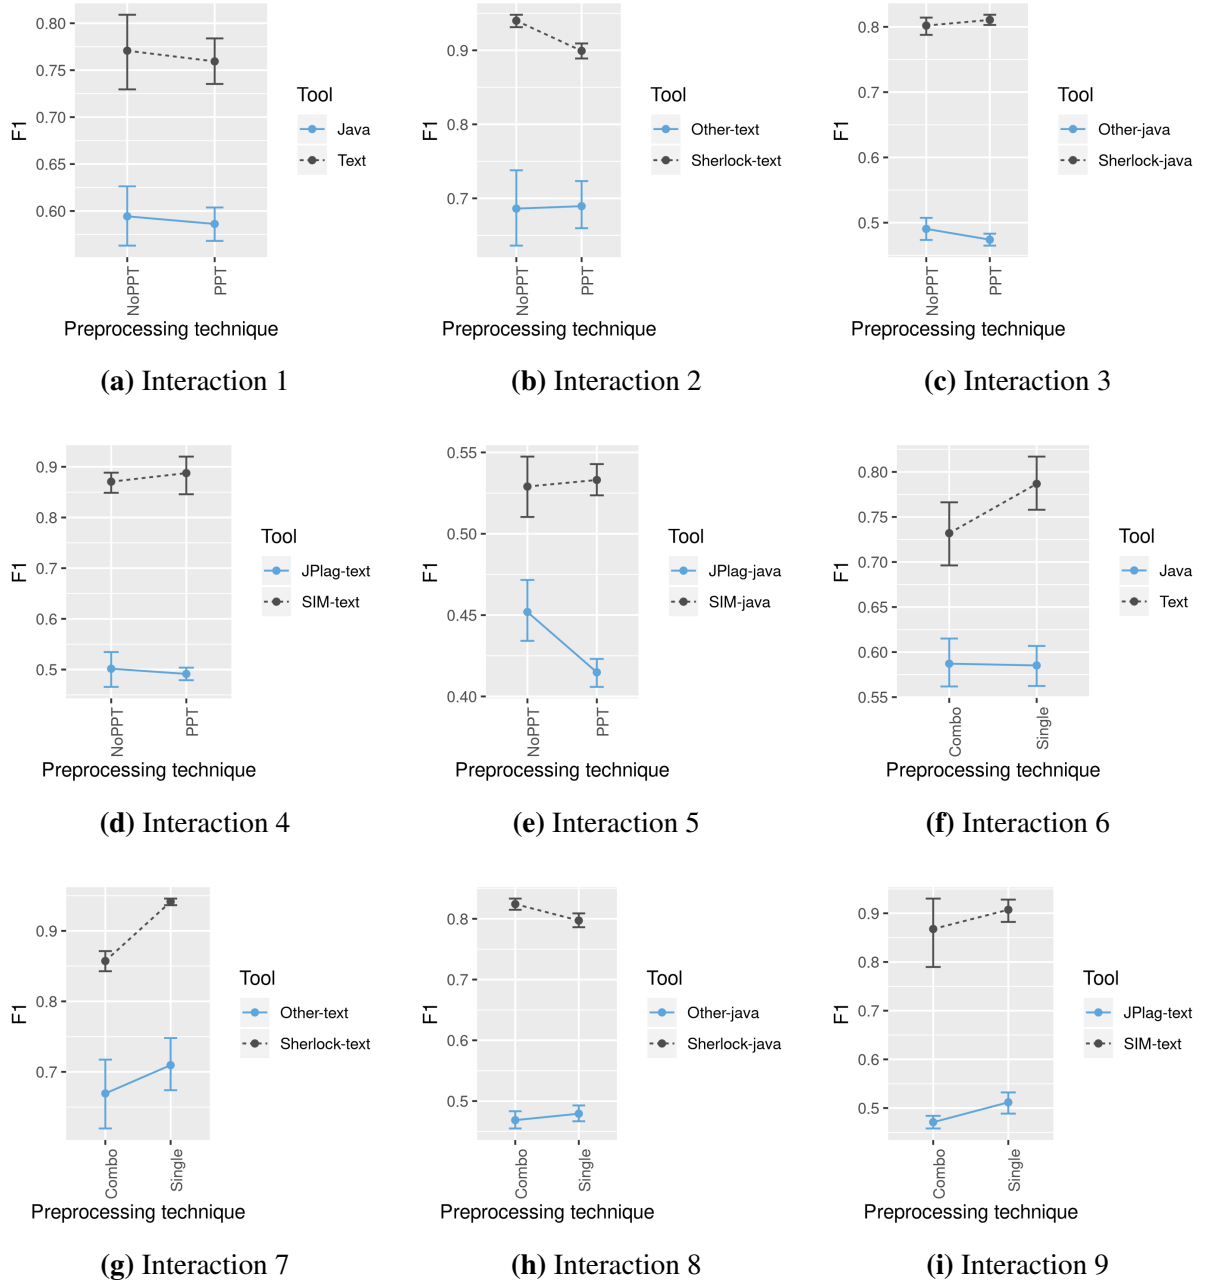 0.80
0.75
0.70
0.65
0.60
F1
NoPPT
PPT
Preprocessing technique
Tool
Java
Text
(a) Interaction 1
0.9
0.8
0.7
F1
NoPPT
PPT
Preprocessing technique
Tool
Other-text
Sherlock-text
(b) Interaction 2
0.8
0.7
0.6
0.5
F1
NoPPT
PPT
Preprocessing technique
Tool
Other-java
Sherlock-java
(c) Interaction 3
0.9
0.8
0.7
0.6
0.5
F1
NoPPT
PPT
Preprocessing technique
Tool
JPlag-text
SIM-text
(d) Interaction 4
0.55
0.50
0.45
0.40
F1
NoPPT
PPT
Preprocessing technique
Tool
JPlag-java
SIM-java
(e) Interaction 5
0.80
0.75
0.70
0.65
0.60
0.55
F1
Combo
Single
Preprocessing technique
Tool
Java
Text
(f) Interaction 6
0.9
0.8
0.7
F1
Combo
Single
Preprocessing technique
Tool
Other-text
Sherlock-text
(g) Interaction 7
0.8
0.7
0.6
0.5
F1
Combo
Single
Preprocessing technique
Tool
Other-java
Sherlock-java
(h) Interaction 8
0.9
0.8
0.7
0.6
0.5
F1
Combo
Single
Preprocessing technique
Tool
JPlag-text
SIM-text
(i) Interaction 9